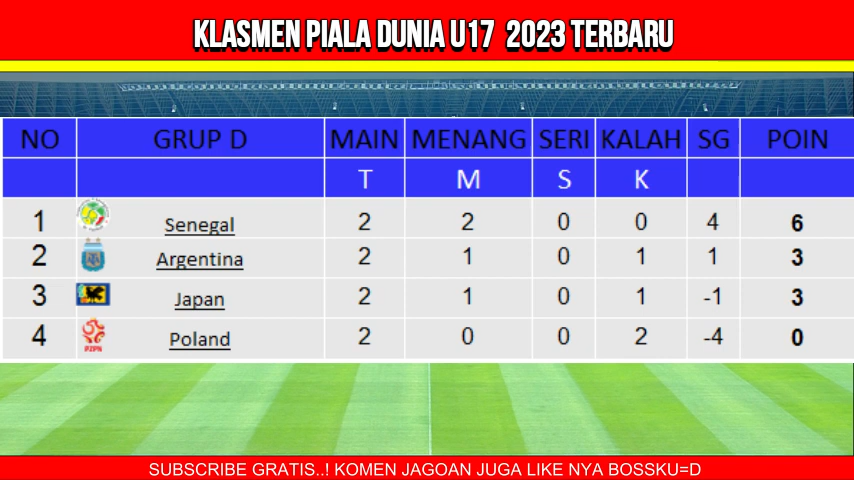 KLASMEN PIALA DUNIA U17 2023 TERBARU
NO GRUP D MAIN MENANG SERI KALAH SG POIN
T M S K
1 Senegal 2 2 0 0 4 6
2 Argentina 2 1 0 1 1 3
3 Japan 2 1 0 1 -1 3
4 PZPN Poland 2 0 0 2 -4 0
SUBSCRIBE GRATIS..! KOMEN JAGOAN JUGA LIKE NYA BOSSKU=D